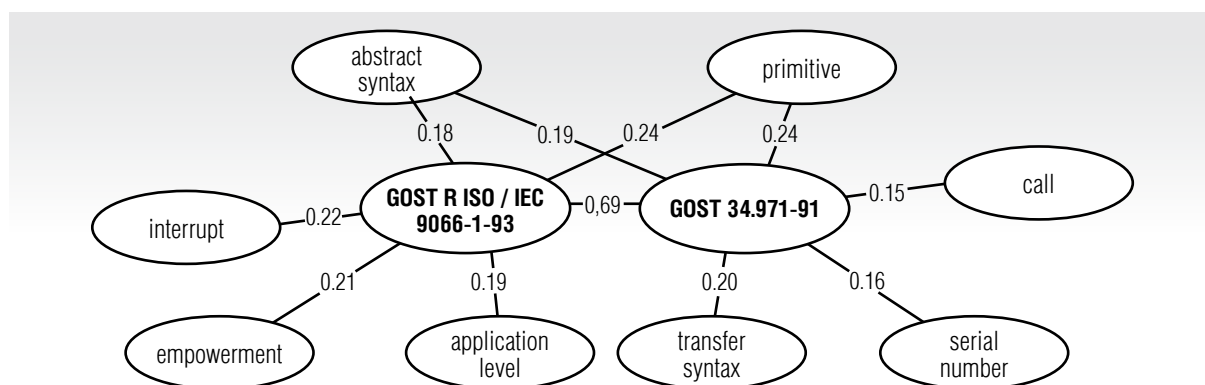 abstract
syntax
primitive
0.18
0.19
0.24
0.24
GOST R ISO / IEC
9066-1-93
0,69
GOST 34.971-91
0.15
call
interrupt
0.22
0.21
0.19
0.20
0.16
empowerment
application
level
transfer
syntax
serial
number